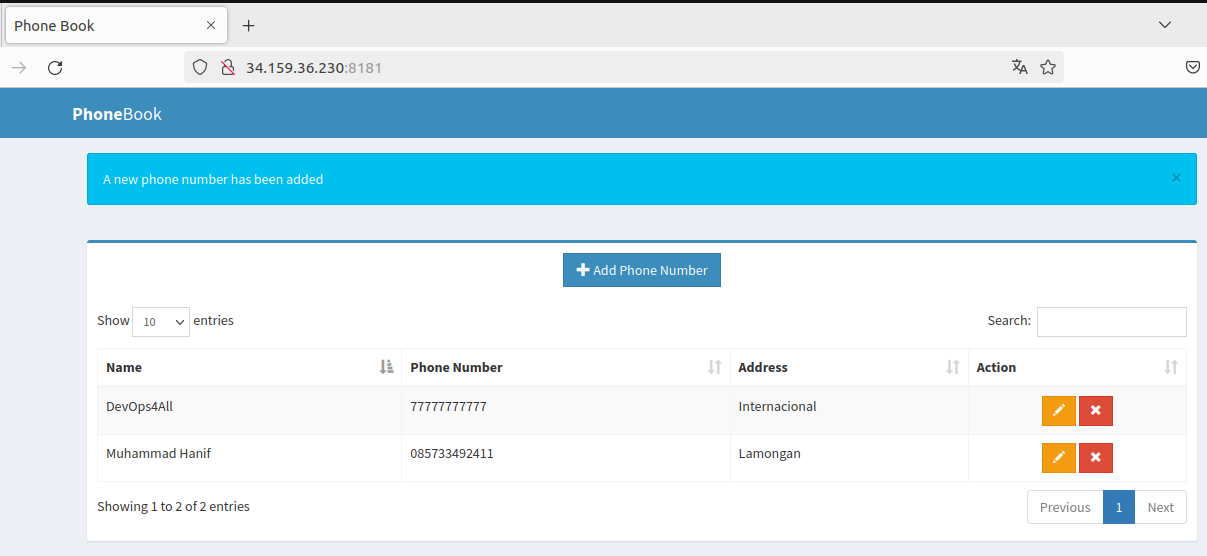 Phone Book
34.159.36.230:8181
PhoneBook
A new phone number has been added
Add Phone Number
Show 10 entries
Search:
Name Phone Number Address Action
DevOps4All 77777777777 Internacional
Muhammad Hanif 085733492411 Lamongan
Showing 1 to 2 of 2 entries
Previous 1 Next